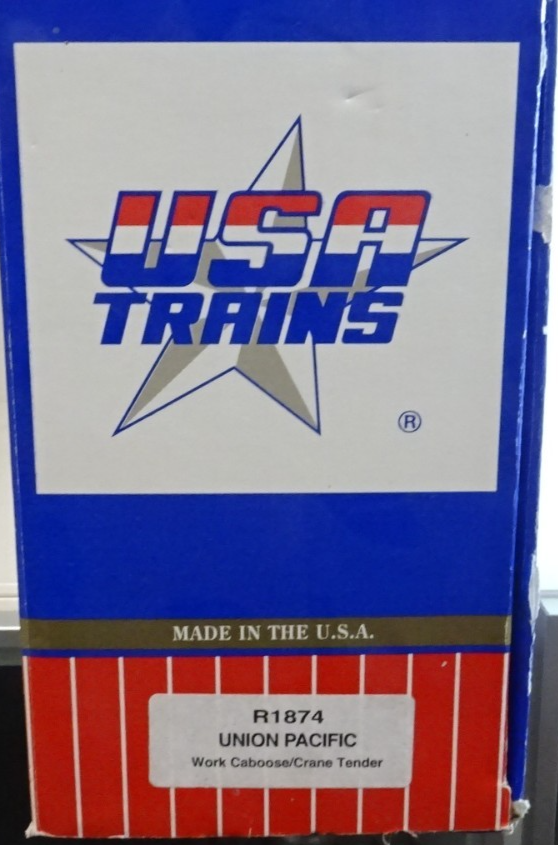 USA
TRAINS
®
MADE IN THE U.S.A.
R1874
UNION PACIFIC
Work Caboose/Crane Tender